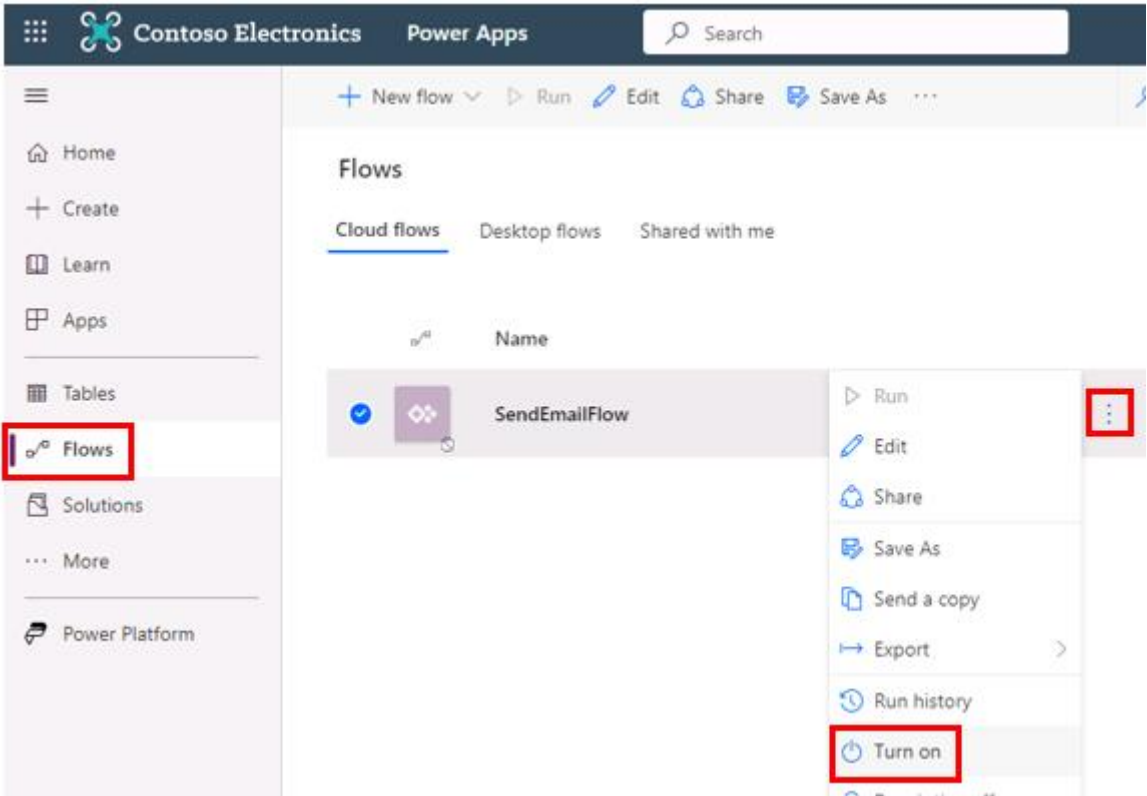 Contoso Electronics Power Apps Search
New flow Run Edit Share Save As ...
Home
Create
Learn
Apps
Tables
Flows
Solutions
More
Power Platform
Flows
Cloud flows Desktop flows Shared with me
Name
SendEmailFlow
Run
Edit
Share
Save As
Send a copy
Export
Run history
Turn on